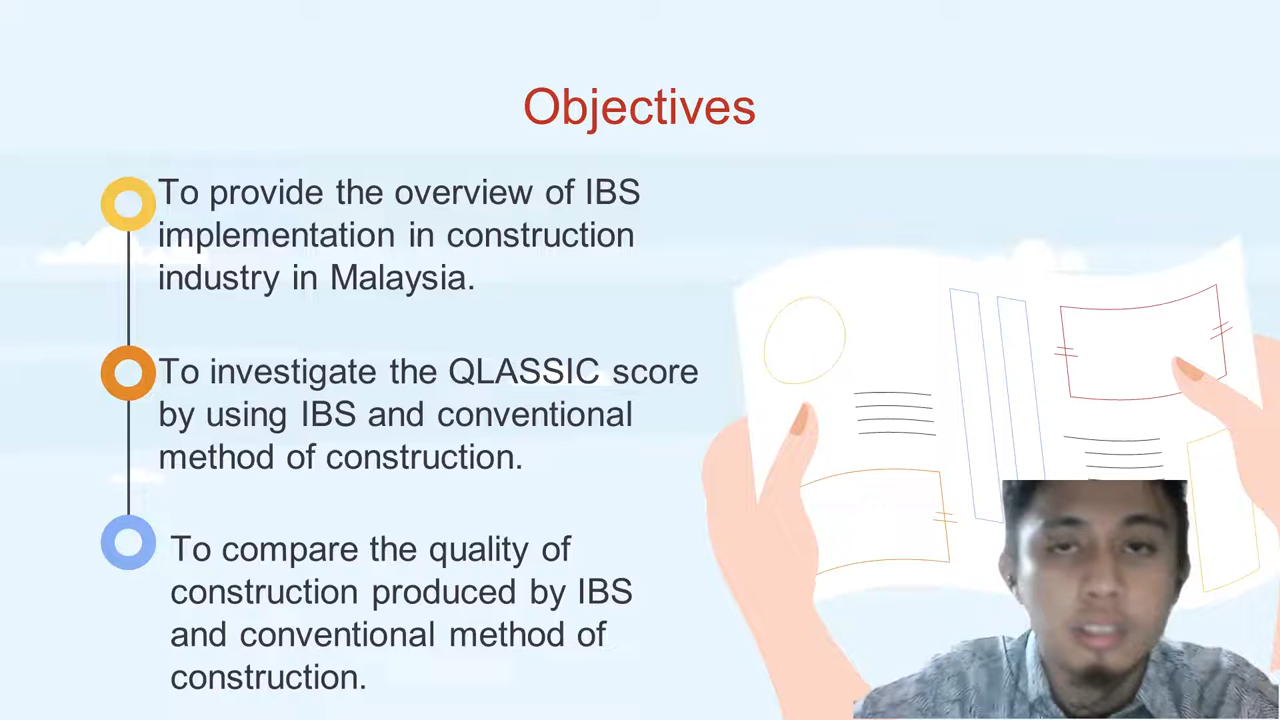 Objectives
To provide the overview of IBS
implementation in construction
industry in Malaysia.
To investigate the QLASSIC score
by using IBS and conventional
method of construction.
To compare the quality of
construction produced by IBS
and conventional method of
construction.